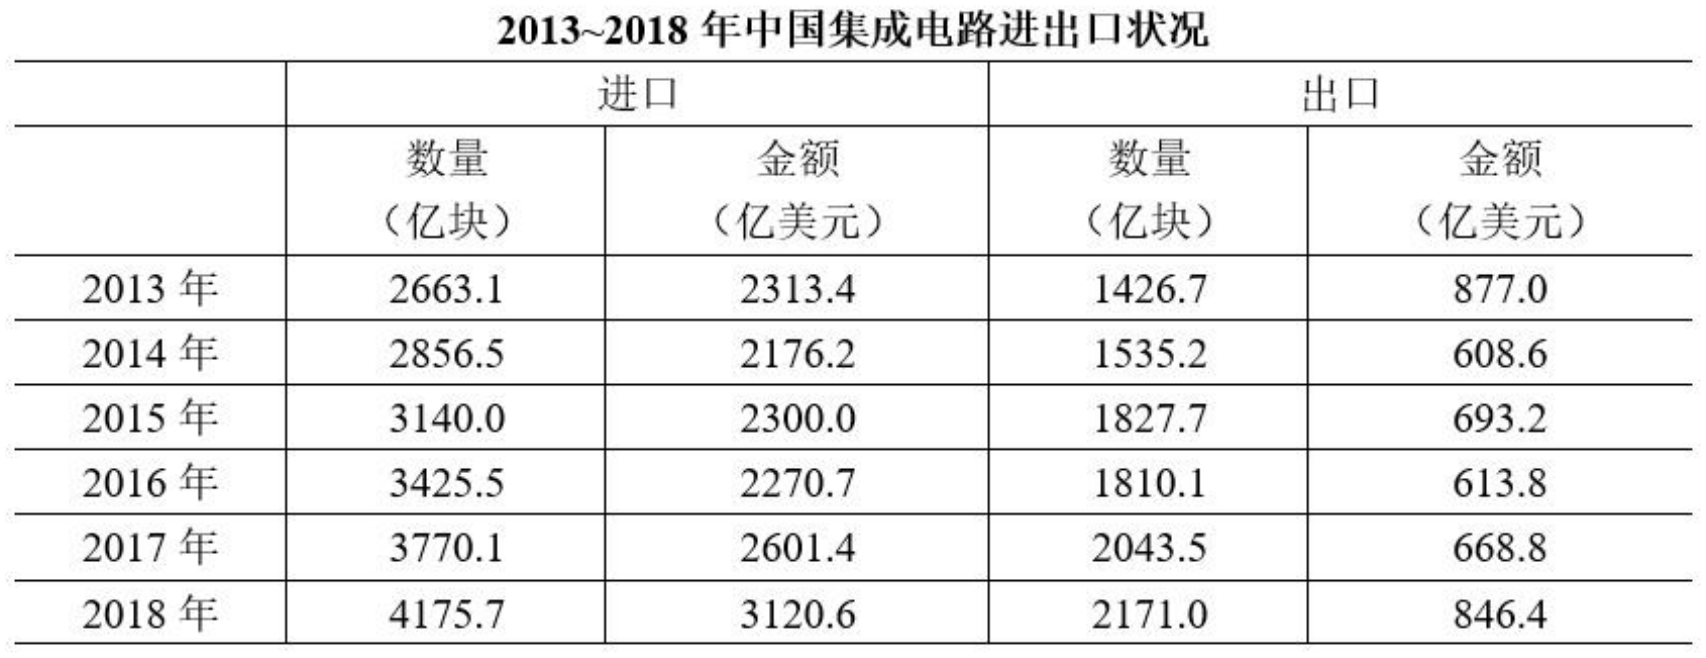 2013~2018 年中国集成电路进出口状况
进口 出口
数量 金额 数量 金额
（亿块） （亿美元） （亿块） （亿美元）
2013 年 2663.1 2313.4 1426.7 877.0
2014 年 2856.5 2176.2 1535.2 608.6
2015 年 3140.0 2300.0 1827.7 693.2
2016 年 3425.5 2270.7 1810.1 613.8
2017 年 3770.1 2601.4 2043.5 668.8
2018 年 4175.7 3120.6 2171.0 846.4